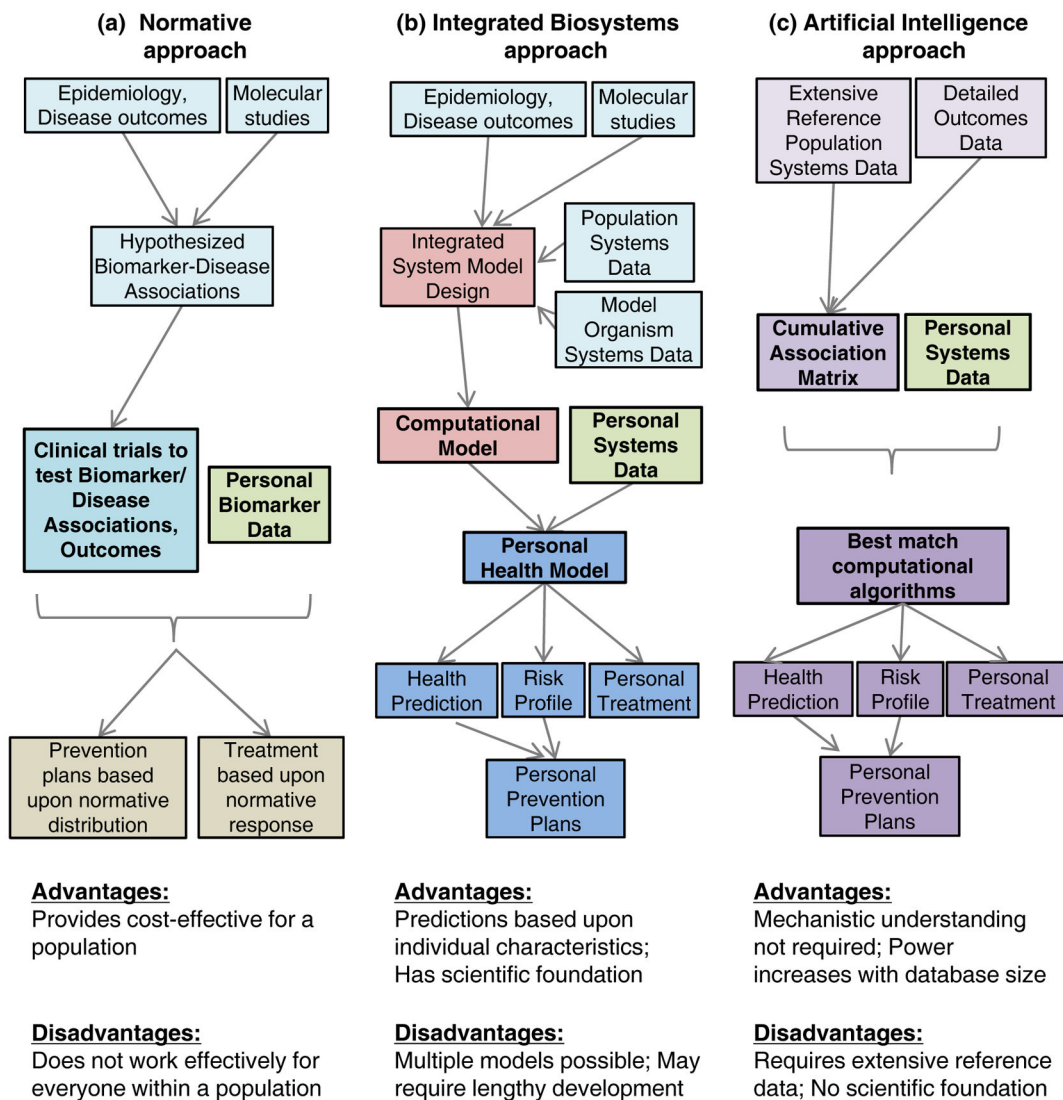 (a) Normative
approach
Epidemiology,
Disease outcomes
Molecular
studies
Hypothesized
Biomarker-Disease
Associations
Clinical trials to
test Biomarker/
Disease
Associations,
Outcomes
Personal
Biomarker
Data
Prevention
plans based
upon normative
distribution
Treatment
based upon
normative
response
Advantages:
Provides cost-effective for a
population
Disadvantages:
Does not work effectively for
everyone within a population
(b) Integrated Biosystems
approach
Epidemiology,
Disease outcomes
Molecular
studies
Integrated
System Model
Design
Population
Systems
Data
Model
Organism
Systems Data
Computational
Model
Personal
Systems
Data
Personal
Health Model
Health
Prediction
Risk
Profile
Personal
Treatment
Personal
Prevention
Plans
Advantages:
Predictions based upon
individual characteristics;
Has scientific foundation
Disadvantages:
Multiple models possible; May
require lengthy development
(c) Artificial Intelligence
approach
Extensive
Reference
Population
Systems Data
Detailed
Outcomes
Data
Cumulative
Association
Matrix
Personal
Systems
Data
Best match
computational
algorithms
Health
Prediction
Risk
Profile
Personal
Treatment
Personal
Prevention
Plans
Advantages:
Mechanistic understanding
not required; Power
increases with database size
Disadvantages:
Requires extensive reference
data; No scientific foundation